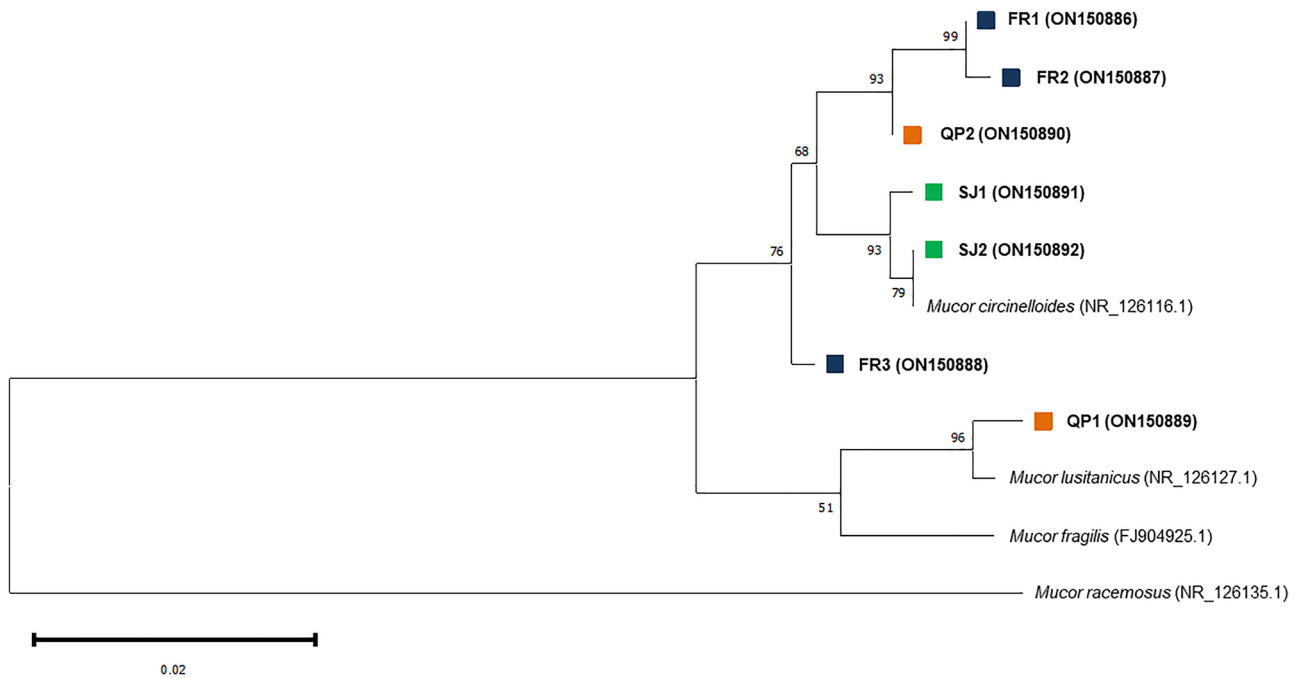 FR1 (ON150886)
99
FR2 (ON150887)
93
QP2 (ON150890)
68
SJ1 (ON150891)
93
SJ2 (ON150892)
76
79
Mucor circinelloides (NR_126116.1)
FR3 (ON150888)
QP1 (ON150889)
96
Mucor lusitanicus (NR_126127.1)
51
Mucor fragilis (FJ904925.1)
Mucor racemosus (NR_126135.1)
0.02